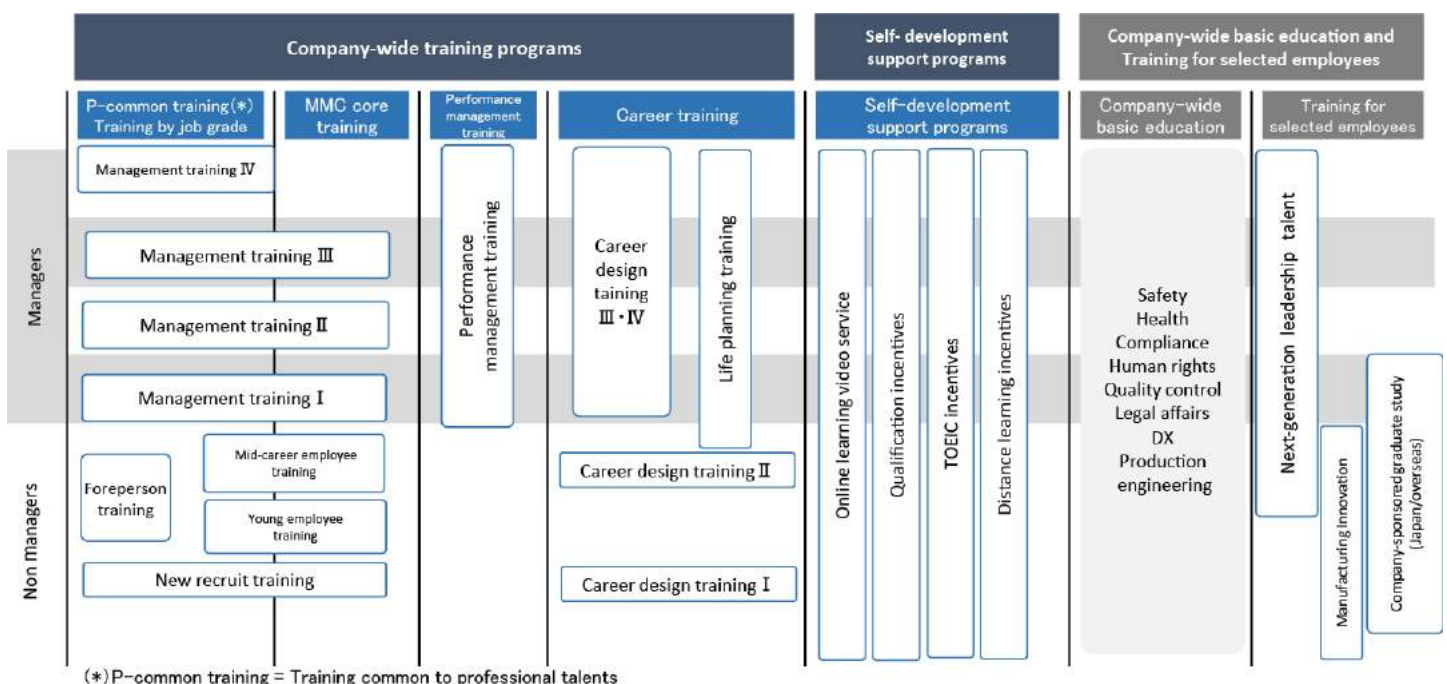 Company-wide training programs
Self- development
support programs
Company-wide basic education and
Training for selected employees
P-common training(*)
Training by job grade
MMC core
training
Performance
management
training
Career training
Self-development
support programs
Company-wide
basic education
Training for
selected employees
Managers
Non managers
Management training Ⅳ
Management training Ⅲ
Management training Ⅱ
Management training Ⅰ
Foreperson
training
Mid-career employee
training
Young employee
training
New recruit training
Performance
management training
Career
design
taining
Ⅲ・Ⅳ
Life planning training
Career design training Ⅱ
Career design training Ⅰ
Online learning video service
Qualification incentives
TOEIC incentives
Distance learning incentives
Safety
Health
Compliance
Human rights
Quality control
Legal affairs
DX
Production
engineering
Next-generation leadership talent
Manufacturing Innovation
Company-sponsored graduate study
(Japan/overseas)
(*)P-common training = Training common to professional talents